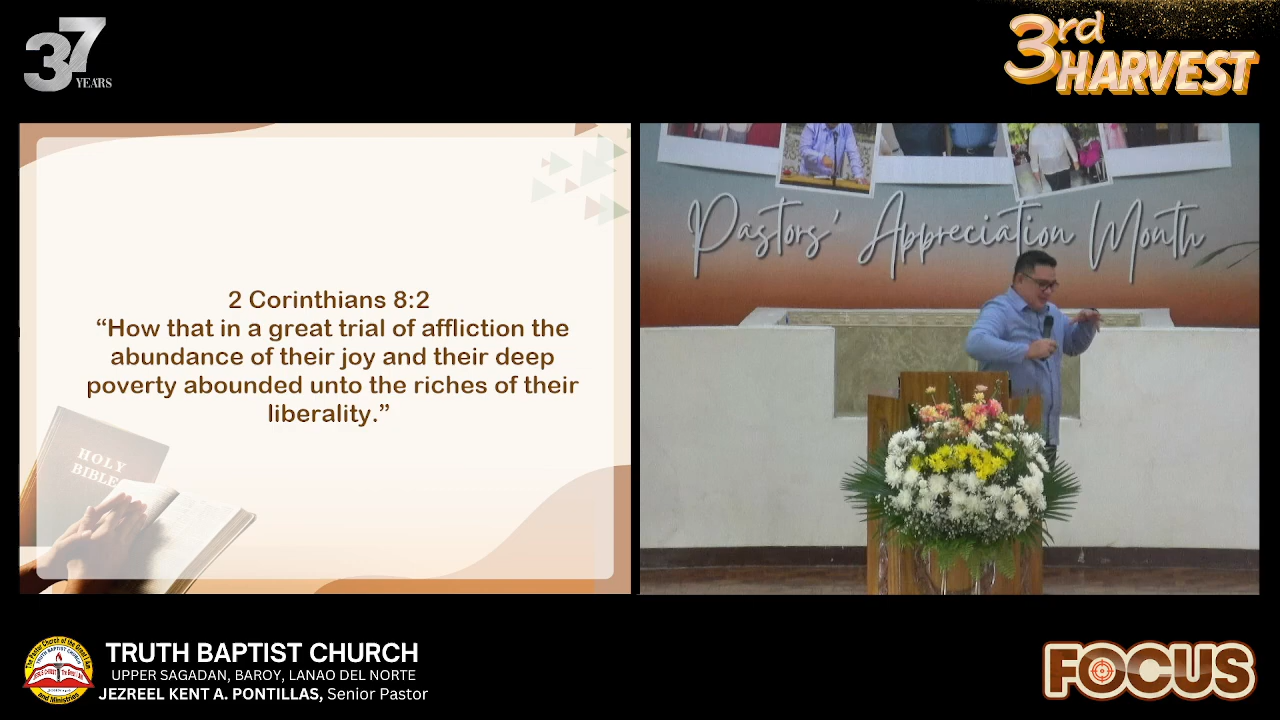 37
YEARS
3rd
HARVEST
2 Corinthians 8:2
“How that in a great trial of affliction the
abundance of their joy and their deep
poverty abounded unto the riches of their
liberality.”
HOLY
BIBLE
Pastors' Appreciation Month
TRUTH BAPTIST CHURCH
UPPER SAGADAN, BAROY, LANAO DEL NORTE
JEZREEL KENT A. PONTILLAS, Senior Pastor
FOCUS